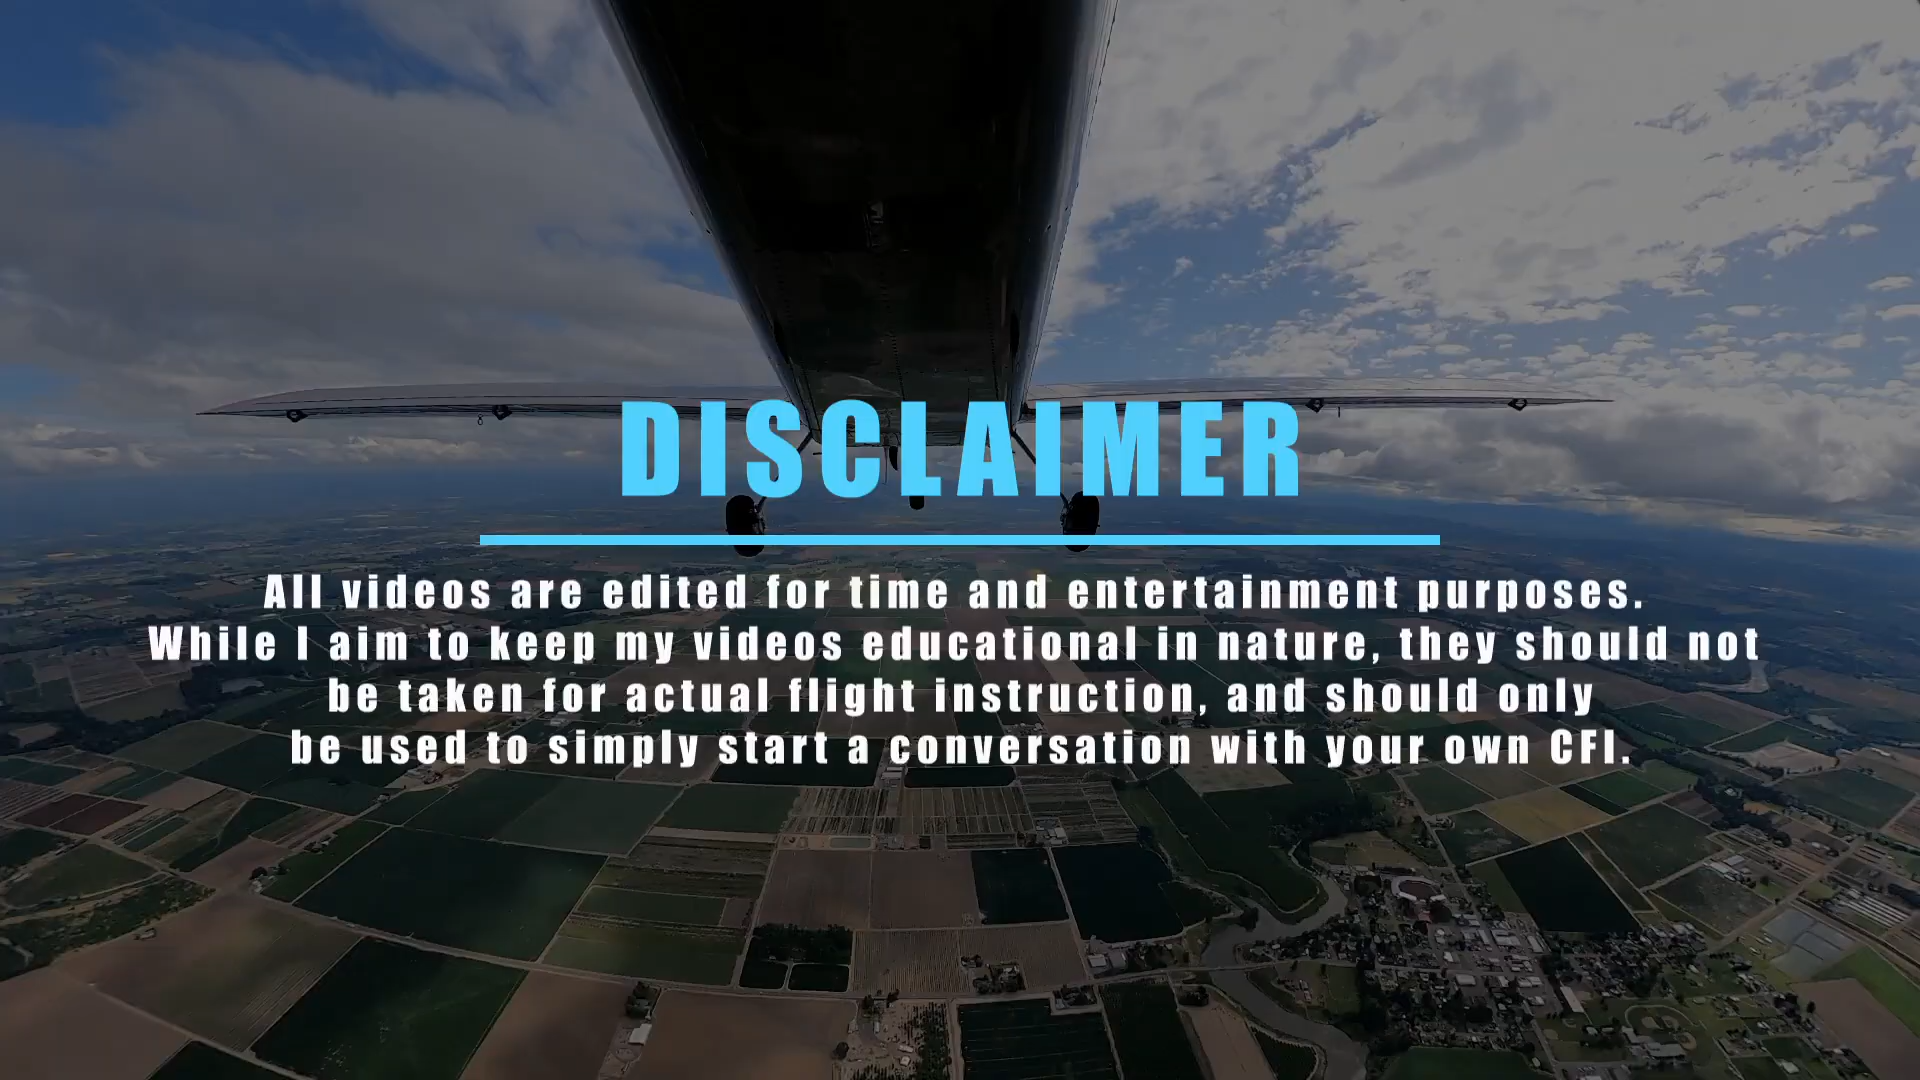 DISCLAIMER
All videos are edited for time and entertainment purposes.
While I aim to keep my videos educational in nature, they should not
be taken for actual flight instruction, and should only
be used to simply start a conversation with your own CFI.